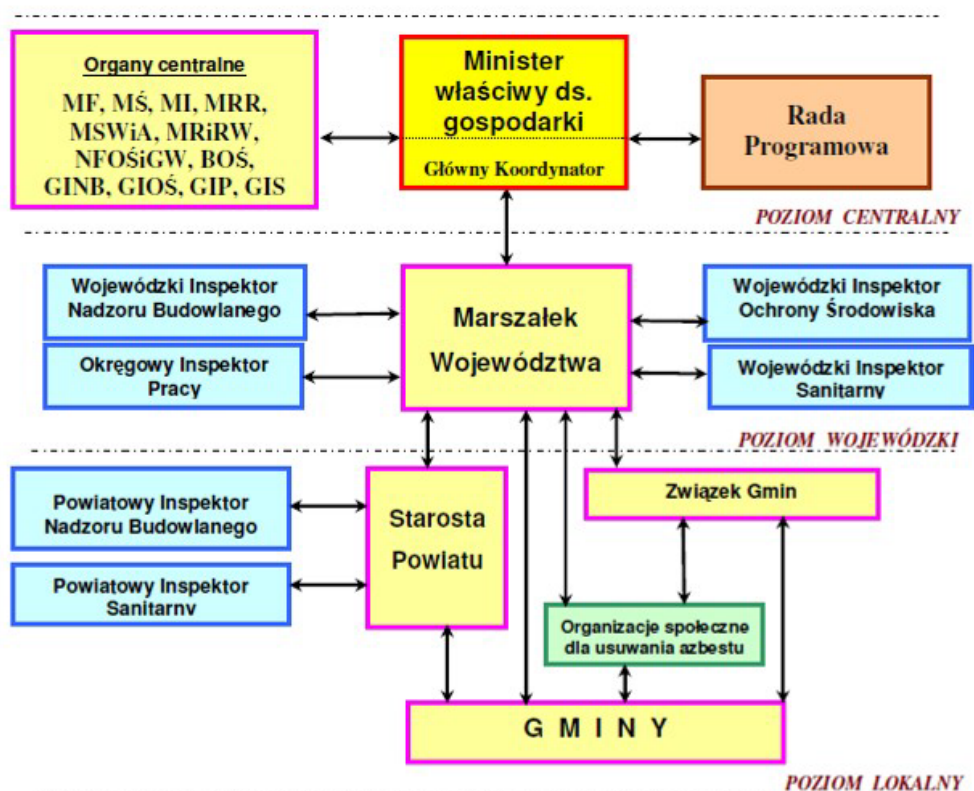 Organy centralne
MF, MŚ, MI, MRR,
MSWiA, MRiRW,
NFOŚiGW, BOŚ,
GINB, GIOŚ, GIP, GIS
Minister
właściwy ds.
gospodarki
Główny Koordynator
Rada
Programowa
POZIOM CENTRALNY
Wojewódzki Inspektor
Nadzoru Budowlanego
Okręgowy Inspektor
Pracy
Marszałek
Województwa
Wojewódzki Inspektor
Ochrony Środowiska
Wojewódzki Inspektor
Sanitarny
POZIOM WOJEWÓDZKI
Powiatowy Inspektor
Nadzoru Budowlanego
Powiatowy Inspektor
Sanitarny
Starosta
Powiatu
Związek Gmin
Organizacje społeczne
dla usuwania azbestu
G M I N Y
POZIOM LOKALNY